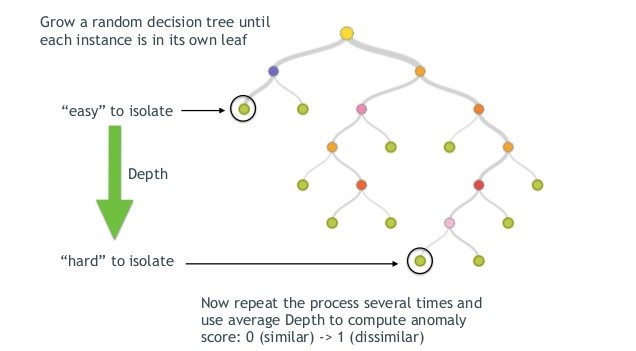 Grow a random decision tree until
each instance is in its own leaf
“easy” to isolate
Depth
“hard” to isolate
Now repeat the process several times and
use average Depth to compute anomaly
score: 0 (similar) -> 1 (dissimilar)